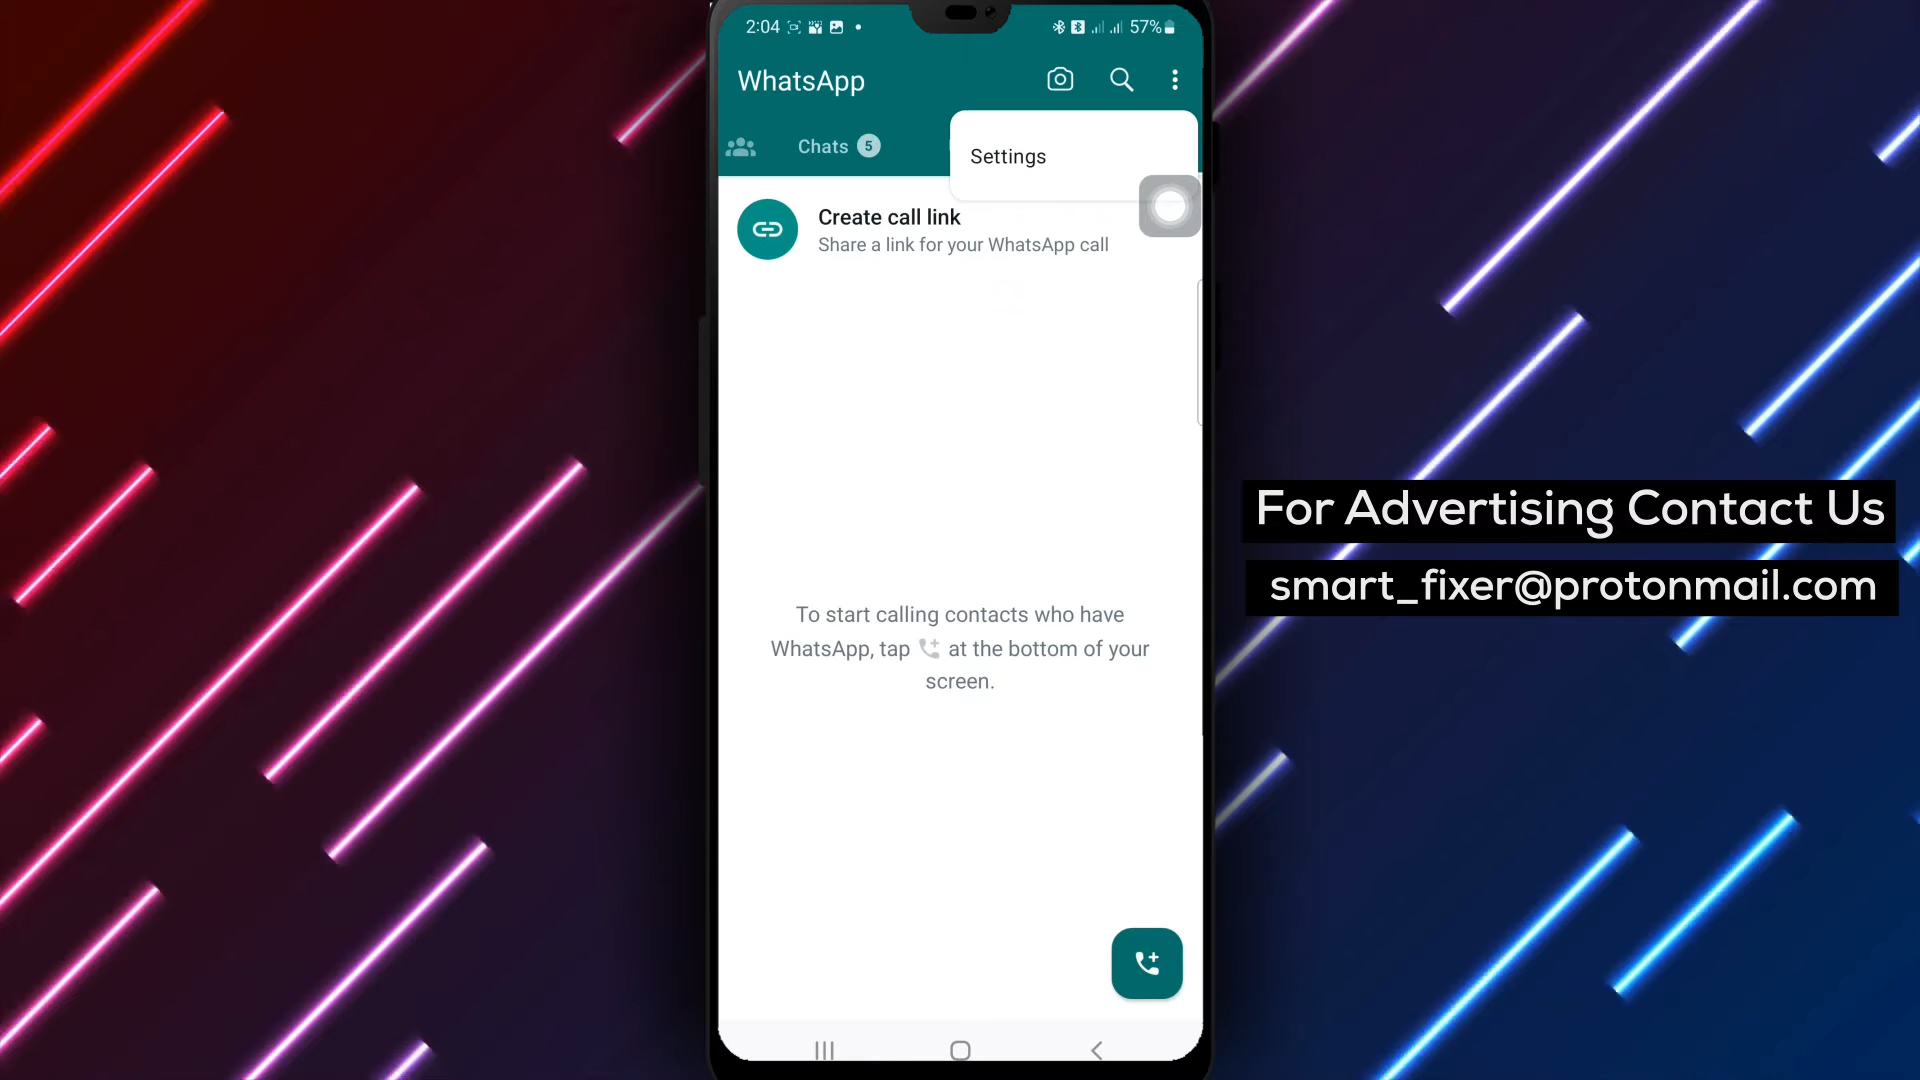 2:04
57%
WhatsApp
Chats 5
Settings
Create call link
Share a link for your WhatsApp call
To start calling contacts who have
WhatsApp, tap at the bottom of your
screen.
For Advertising Contact Us
smart_fixer@protonmail.com